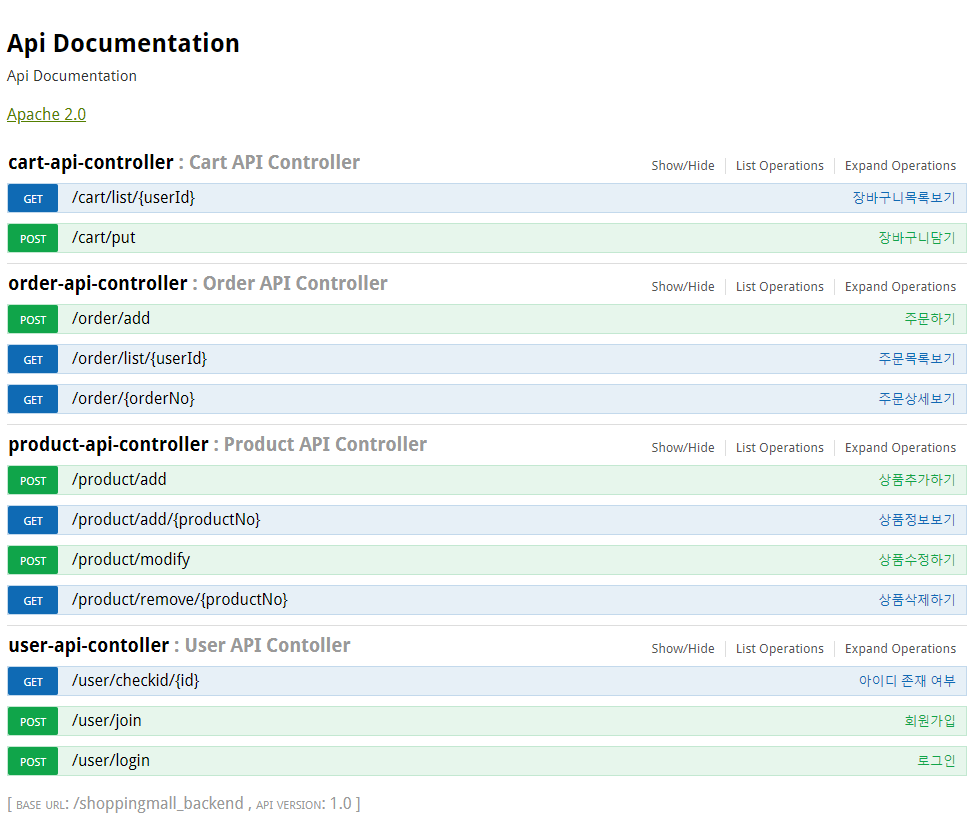 Api Documentation
Api Documentation
Apache 2.0
cart-api-controller : Cart API Controller Show/Hide List Operations Expand Operations
GET /cart/list/{userId} 장바구니목록보기
POST /cart/put 장바구니담기
order-api-controller : Order API Controller Show/Hide List Operations Expand Operations
POST /order/add 주문하기
GET /order/list/{userId} 주문목록보기
GET /order/{orderNo} 주문상세보기
product-api-controller : Product API Controller Show/Hide List Operations Expand Operations
POST /product/add 상품추가하기
GET /product/add/{productNo} 상품정보보기
POST /product/modify 상품수정하기
GET /product/remove/{productNo} 상품삭제하기
user-api-contoller : User API Contoller Show/Hide List Operations Expand Operations
GET /user/checkid/{id} 아이디 존재 여부
POST /user/join 회원가입
POST /user/login 로그인
[ BASE URL: /shoppingmall_backend , API VERSION: 1.0 ]